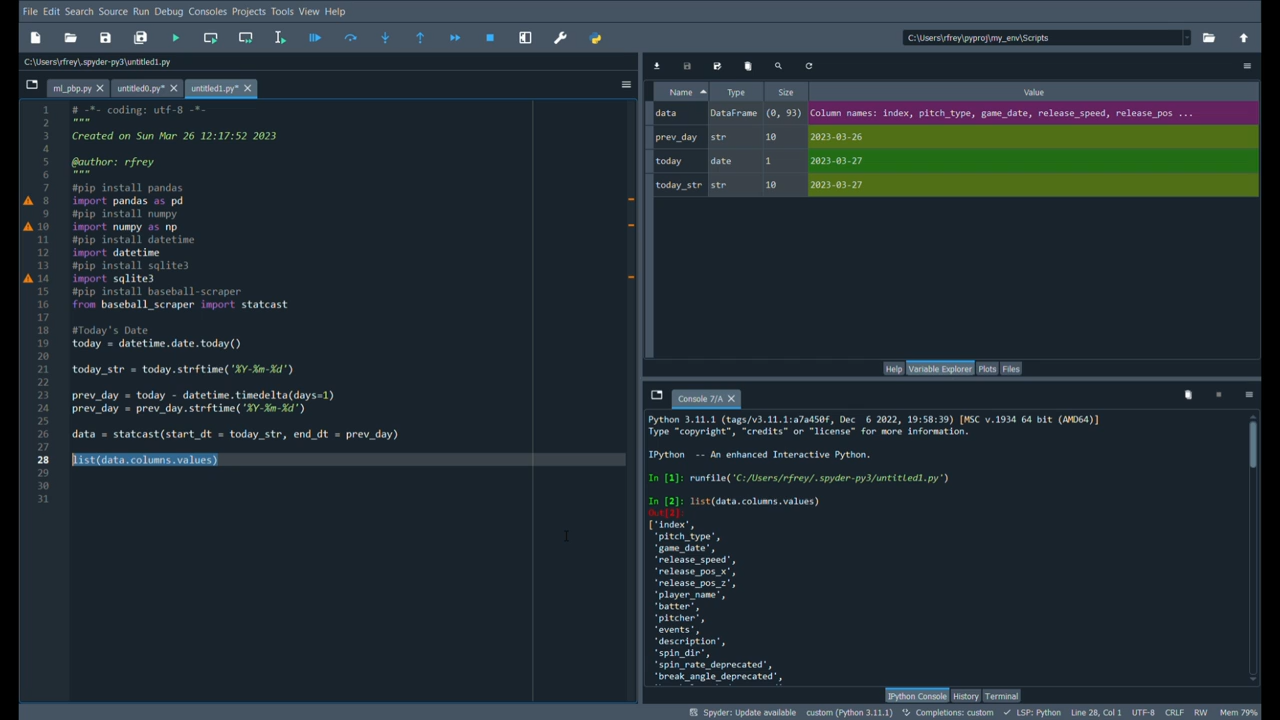 File Edit Search Source Run Debug Consoles Projects Tools View Help
C:\Users\rfrey\pyproj\my_env\Scripts
C:\Users\rfrey\.spyder-py3\untitled1.py
ml_pbp.py untitled0.py* untitled1.py*
1 # -*- coding: utf-8 -*-
2 """
3 Created on Sun Mar 26 12:17:52 2023
4
5 @author: rfrey
6 """
7 #pip install pandas
8 import pandas as pd
9 #pip install numpy
10 import numpy as np
11 #pip install datetime
12 import datetime
13 #pip install sqlite3
14 import sqlite3
15 #pip install baseball-scraper
16 from baseball_scraper import statcast
17
18 #Today's Date
19 today = datetime.date.today()
20
21 today_str = today.strftime('%Y-%m-%d')
22
23 prev_day = today - datetime.timedelta(days=1)
24 prev_day = prev_day.strftime('%Y-%m-%d')
25
26 data = statcast(start_dt = today_str, end_dt = prev_day)
27
28 list(data.columns.values)
29
30
31
Name Type Size Value
data DataFrame (0, 93) Column names: index, pitch_type, game_date, release_speed, release_pos ...
prev_day str 10 2023-03-26
today date 1 2023-03-27
today_str str 10 2023-03-27
Help Variable Explorer Plots Files
Console 7/A
Python 3.11.1 (tags/v3.11.1:a7a450f, Dec 6 2022, 19:58:39) [MSC v.1934 64 bit (AMD64)]
Type "copyright", "credits" or "license" for more information.
IPython -- An enhanced Interactive Python.
In [1]: runfile('C:/Users/rfrey/.spyder-py3/untitled1.py')
In [2]: list(data.columns.values)
Out[2]:
['index',
'pitch_type',
'game_date',
'release_speed',
'release_pos_x',
'release_pos_z',
'player_name',
'batter',
'pitcher',
'events',
'description',
'spin_dir',
'spin_rate_deprecated',
'break_angle_deprecated',
IPython Console History Terminal
Spyder: Update available custom (Python 3.11.1) Completions: custom LSP: Python Line 28, Col 1 UTF-8 CRLF RW Mem 79%